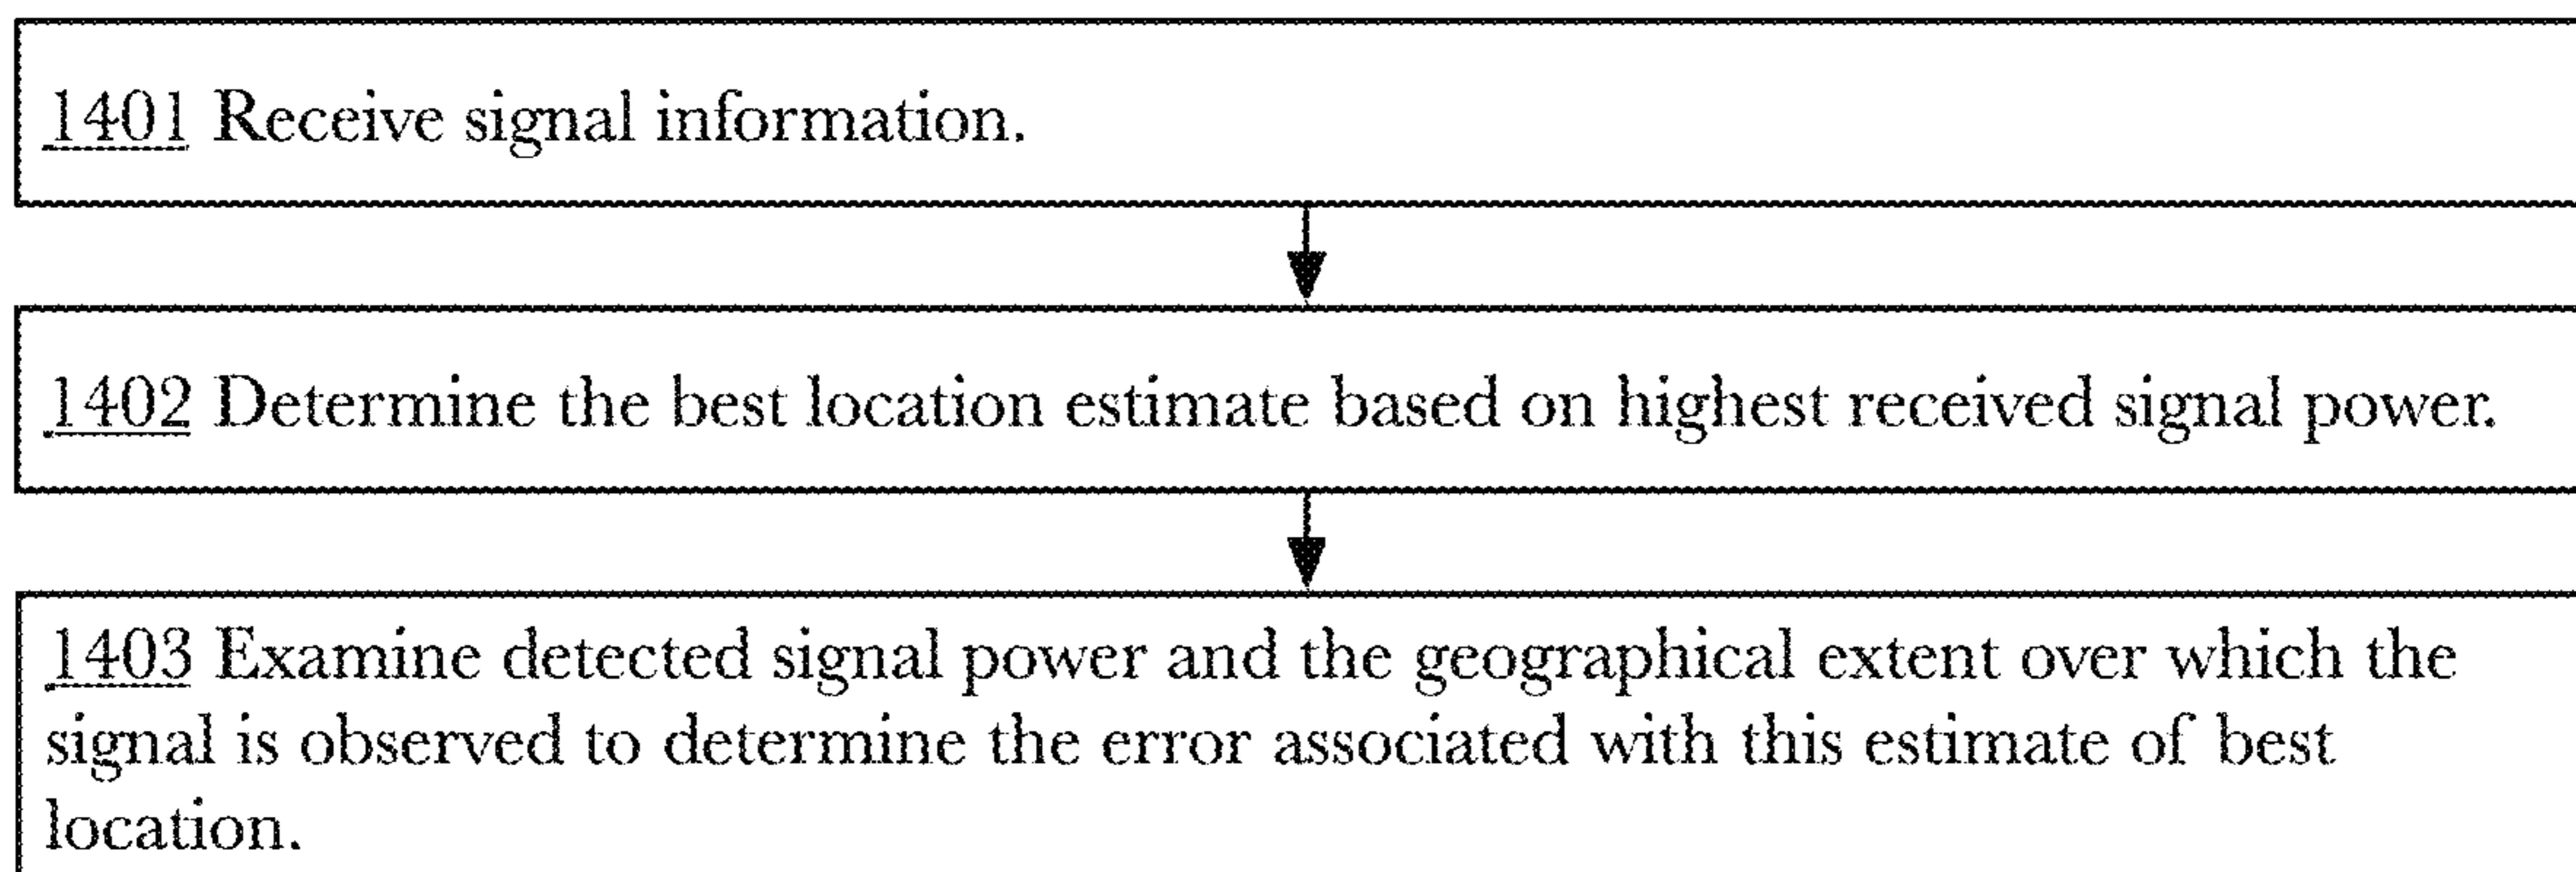 1401 Receive signal information.
1402 Determine the best location estimate based on highest received signal power.
1403 Examine detected signal power and the geographical extent over which the
signal is observed to determine the error associated with this estimate of best
location.